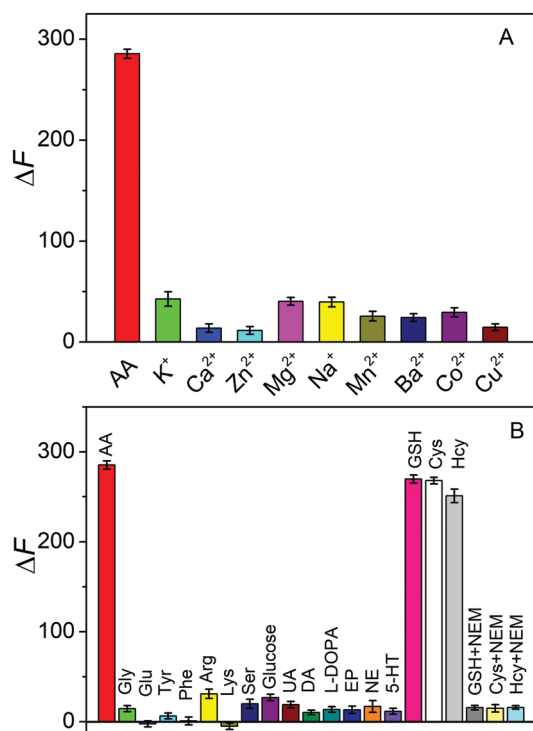 A
300
200
100
0
ΔF
AA K⁺ Ca²⁺ Zn²⁺ Mg²⁺ Na⁺ Mn²⁺ Ba²⁺ Co²⁺ Cu²⁺
B
300
200
100
0
ΔF
AA Gly Glu Tyr Phe Arg Lys Ser Glucose UA DA L-DOPA EP NE 5-HT GSH Cys Hcy GSH+NEM Cys+NEM Hcy+NEM